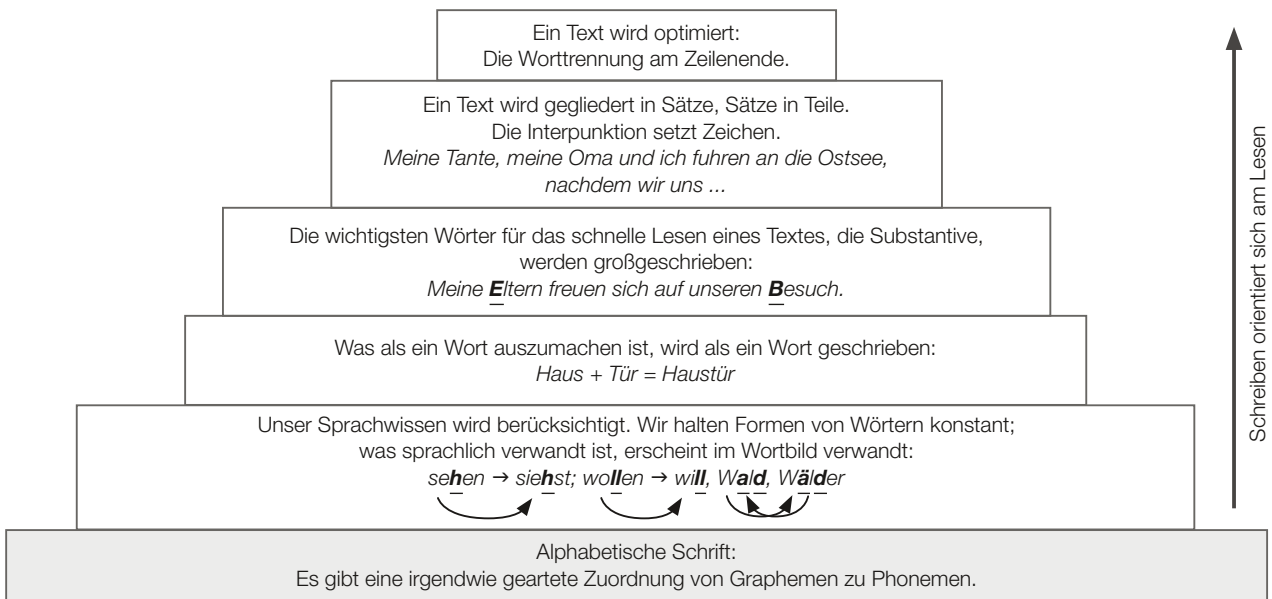 Ein Text wird optimiert:
Die Worttrennung am Zeilenende.
Ein Text wird gegliedert in Sätze, Sätze in Teile.
Die Interpunktion setzt Zeichen.
Meine Tante, meine Oma und ich fuhren an die Ostsee,
nachdem wir uns ...
Die wichtigsten Wörter für das schnelle Lesen eines Textes, die Substantive,
werden großgeschrieben:
Meine Eltern freuen sich auf unseren Besuch.
Was als ein Wort auszumachen ist, wird als ein Wort geschrieben:
Haus + Tür = Haustür
Unser Sprachwissen wird berücksichtigt. Wir halten Formen von Wörtern konstant;
was sprachlich verwandt ist, erscheint im Wortbild verwandt:
sehen → siehst; wollen → will, Wald, Wälder
Alphabetische Schrift:
Es gibt eine irgendwie geartete Zuordnung von Graphemen zu Phonemen.
Schreiben orientiert sich am Lesen